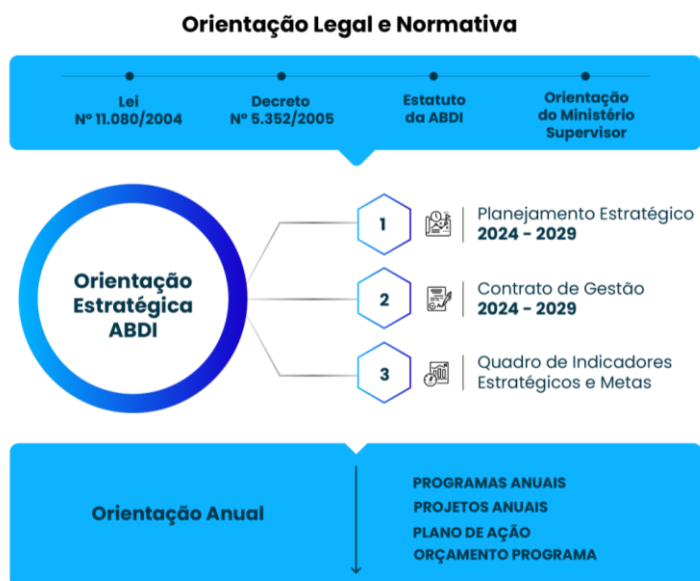 Orientação Legal e Normativa
Lei
Nº 11.080/2004
Decreto
Nº 5.352/2005
Estatuto
da ABDI
Orientação
do Ministério
Supervisor
Orientação
Estratégica
ABDI
1
Planejamento Estratégico
2024 - 2029
2
Contrato de Gestão
2024 - 2029
3
Quadro de Indicadores
Estratégicos e Metas
Orientação Anual
PROGRAMAS ANUAIS
PROJETOS ANUAIS
PLANO DE AÇÃO
ORÇAMENTO PROGRAMA